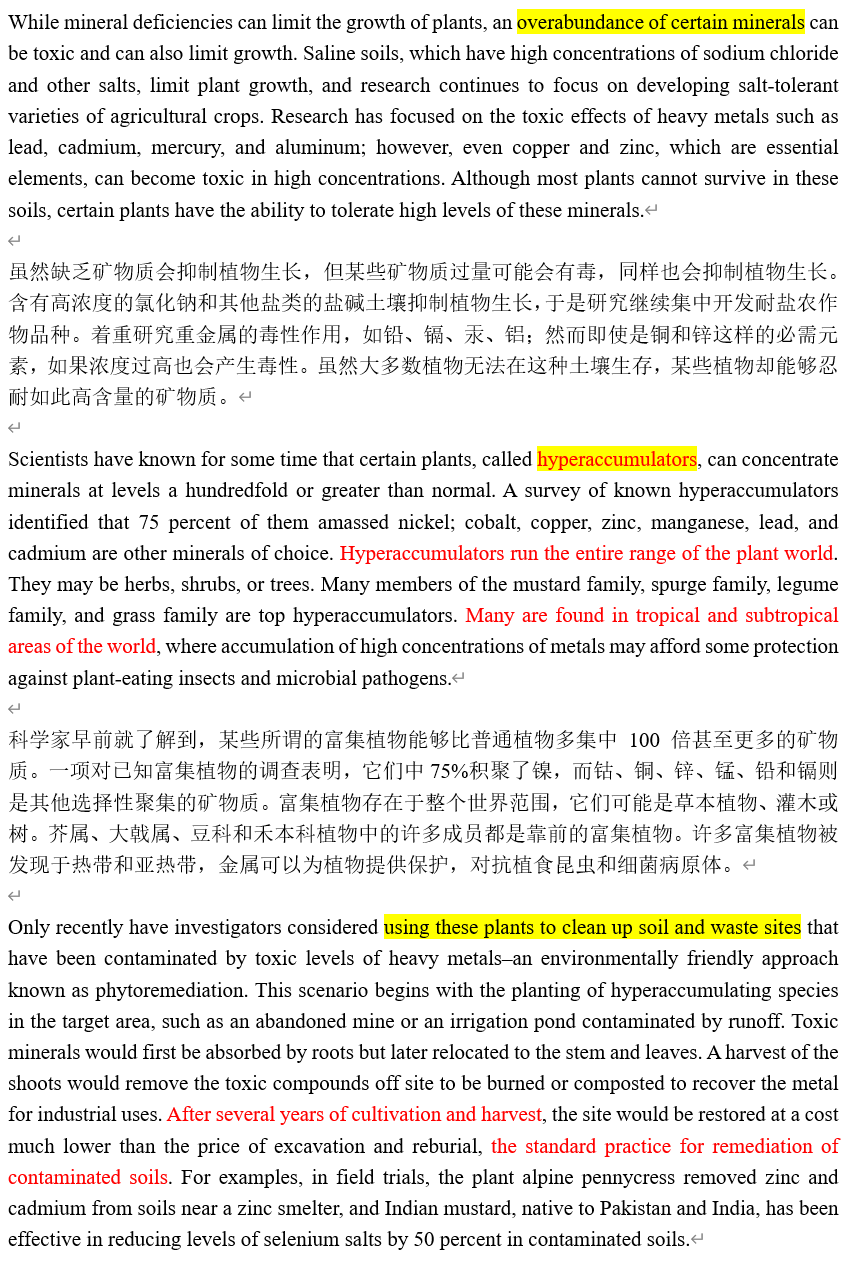 While mineral deficiencies can limit the growth of plants, an overabundance of certain minerals can
be toxic and can also limit growth. Saline soils, which have high concentrations of sodium chloride
and other salts, limit plant growth, and research continues to focus on developing salt-tolerant
varieties of agricultural crops. Research has focused on the toxic effects of heavy metals such as
lead, cadmium, mercury, and aluminum; however, even copper and zinc, which are essential
elements, can become toxic in high concentrations. Although most plants cannot survive in these
soils, certain plants have the ability to tolerate high levels of these minerals.↵
↵
虽然缺乏矿物质会抑制植物生长，但某些矿物质过量可能会有毒，同样也会抑制植物生长。
含有高浓度的氯化钠和其他盐类的盐碱土壤抑制植物生长，于是研究继续集中开发耐盐农作
物品种。着重研究重金属的毒性作用，如铅、镉、汞、铝；然而即使是铜和锌这样的必需元
素，如果浓度过高也会产生毒性。虽然大多数植物无法在这种土壤生存，某些植物却能够忍
耐如此高含量的矿物质。↵
↵
Scientists have known for some time that certain plants, called hyperaccumulators, can concentrate
minerals at levels a hundredfold or greater than normal. A survey of known hyperaccumulators
identified that 75 percent of them amassed nickel; cobalt, copper, zinc, manganese, lead, and
cadmium are other minerals of choice. Hyperaccumulators run the entire range of the plant world.
They may be herbs, shrubs, or trees. Many members of the mustard family, spurge family, legume
family, and grass family are top hyperaccumulators. Many are found in tropical and subtropical
areas of the world, where accumulation of high concentrations of metals may afford some protection
against plant-eating insects and microbial pathogens.↵
↵
科学家早前就了解到，某些所谓的富集植物能够比普通植物多集中 100 倍甚至更多的矿物
质。一项对已知富集植物的调查表明，它们中 75%积聚了镍，而钴、铜、锌、锰、铅和镉则
是其他选择性聚集的矿物质。富集植物存在于整个世界范围，它们可能是草本植物、灌木或
树。芥属、大戟属、豆科和禾本科植物中的许多成员都是靠前的富集植物。许多富集植物被
发现于热带和亚热带，金属可以为植物提供保护，对抗植食昆虫和细菌病原体。↵
↵
Only recently have investigators considered using these plants to clean up soil and waste sites that
have been contaminated by toxic levels of heavy metals–an environmentally friendly approach
known as phytoremediation. This scenario begins with the planting of hyperaccumulating species
in the target area, such as an abandoned mine or an irrigation pond contaminated by runoff. Toxic
minerals would first be absorbed by roots but later relocated to the stem and leaves. A harvest of the
shoots would remove the toxic compounds off site to be burned or composted to recover the metal
for industrial uses. After several years of cultivation and harvest, the site would be restored at a cost
much lower than the price of excavation and reburial, the standard practice for remediation of
contaminated soils. For examples, in field trials, the plant alpine pennycress removed zinc and
cadmium from soils near a zinc smelter, and Indian mustard, native to Pakistan and India, has been
effective in reducing levels of selenium salts by 50 percent in contaminated soils.↵